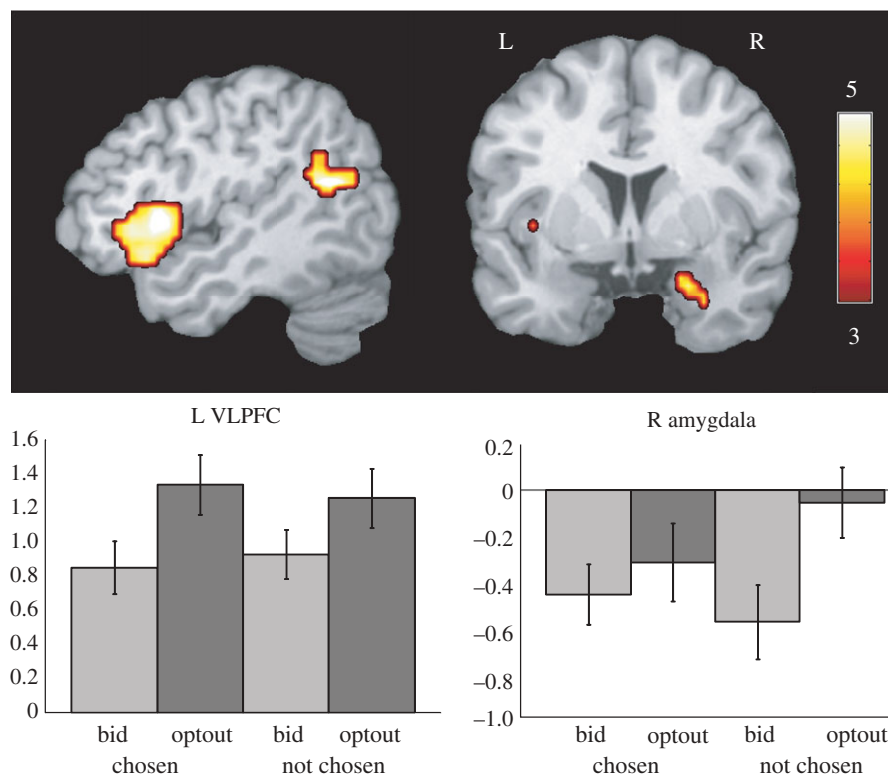 L R
5
3
L VLPFC
1.6
1.4
1.2
1.0
0.8
0.6
0.4
0.2
0
bid optout bid optout
chosen not chosen
R amygdala
0.2
0
–0.2
–0.4
–0.6
–0.8
–1.0
bid optout bid optout
chosen not chosen